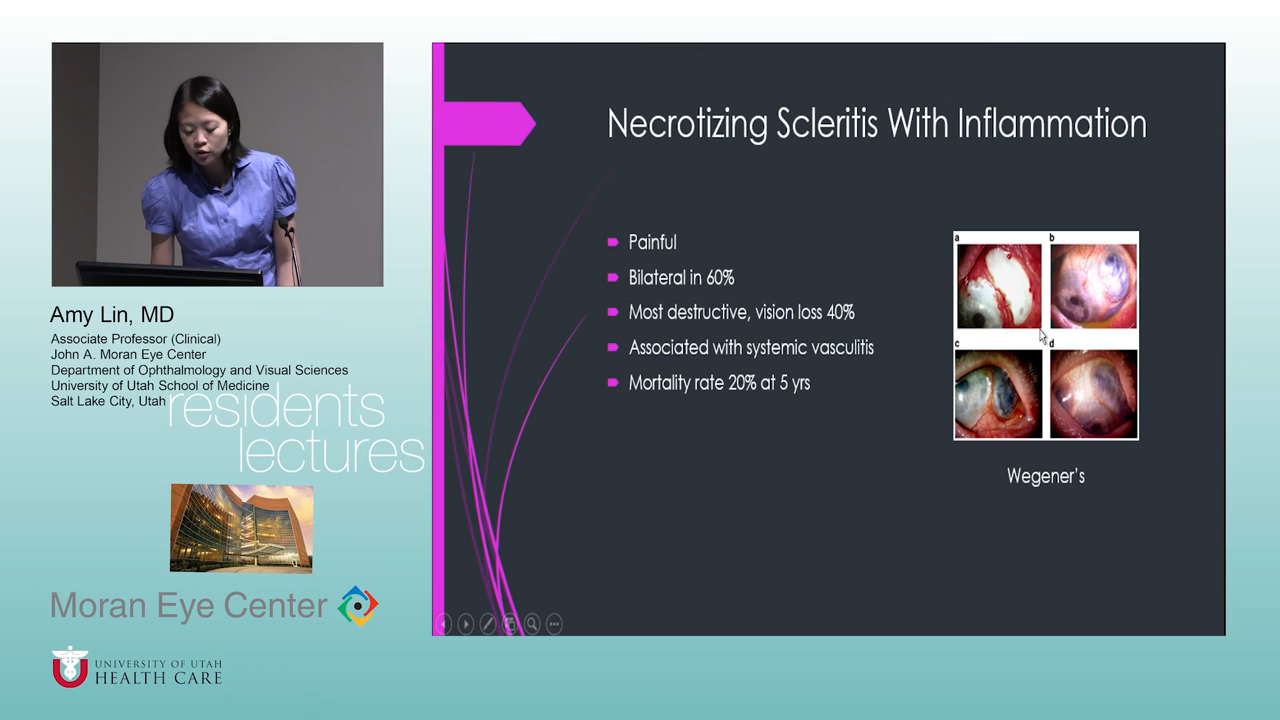 Amy Lin, MD
Associate Professor (Clinical)
John A. Moran Eye Center
Department of Ophthalmology and Visual Sciences
University of Utah School of Medicine
Salt Lake City, Utah
residents
lectures
Moran Eye Center
UNIVERSITY OF UTAH
HEALTH CARE
Necrotizing Scleritis With Inflammation
Painful
Bilateral in 60%
Most destructive, vision loss 40%
Associated with systemic vasculitis
Mortality rate 20% at 5 yrs
a b
c d
Wegener's